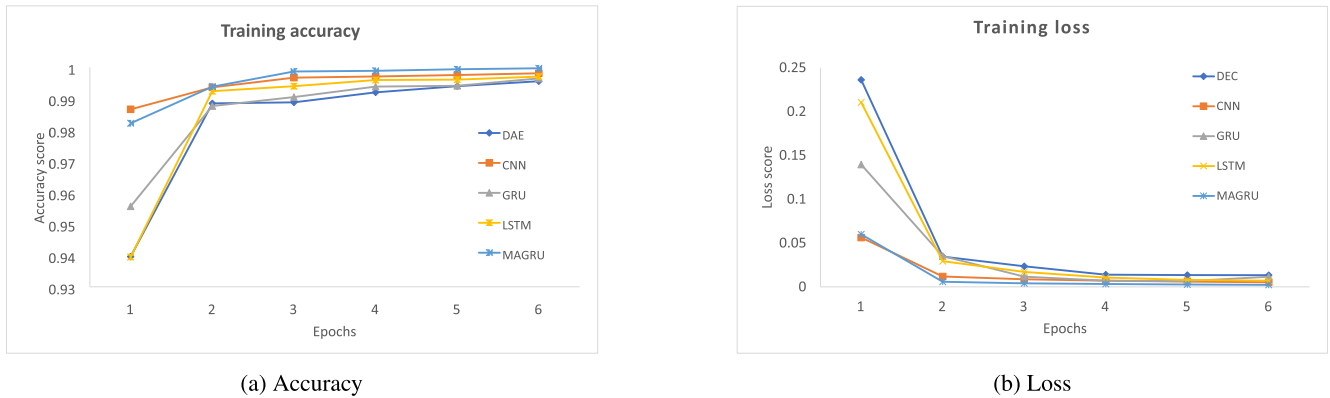 Training accuracy
1
0.99
0.98
0.97
0.96
0.95
0.94
0.93
Accuracy score
1 2 3 4 5 6
Epochs
DAE
CNN
GRU
LSTM
MAGRU
(a) Accuracy
Training loss
0.25
0.2
0.15
0.1
0.05
0
Loss score
1 2 3 4 5 6
Epochs
DEC
CNN
GRU
LSTM
MAGRU
(b) Loss